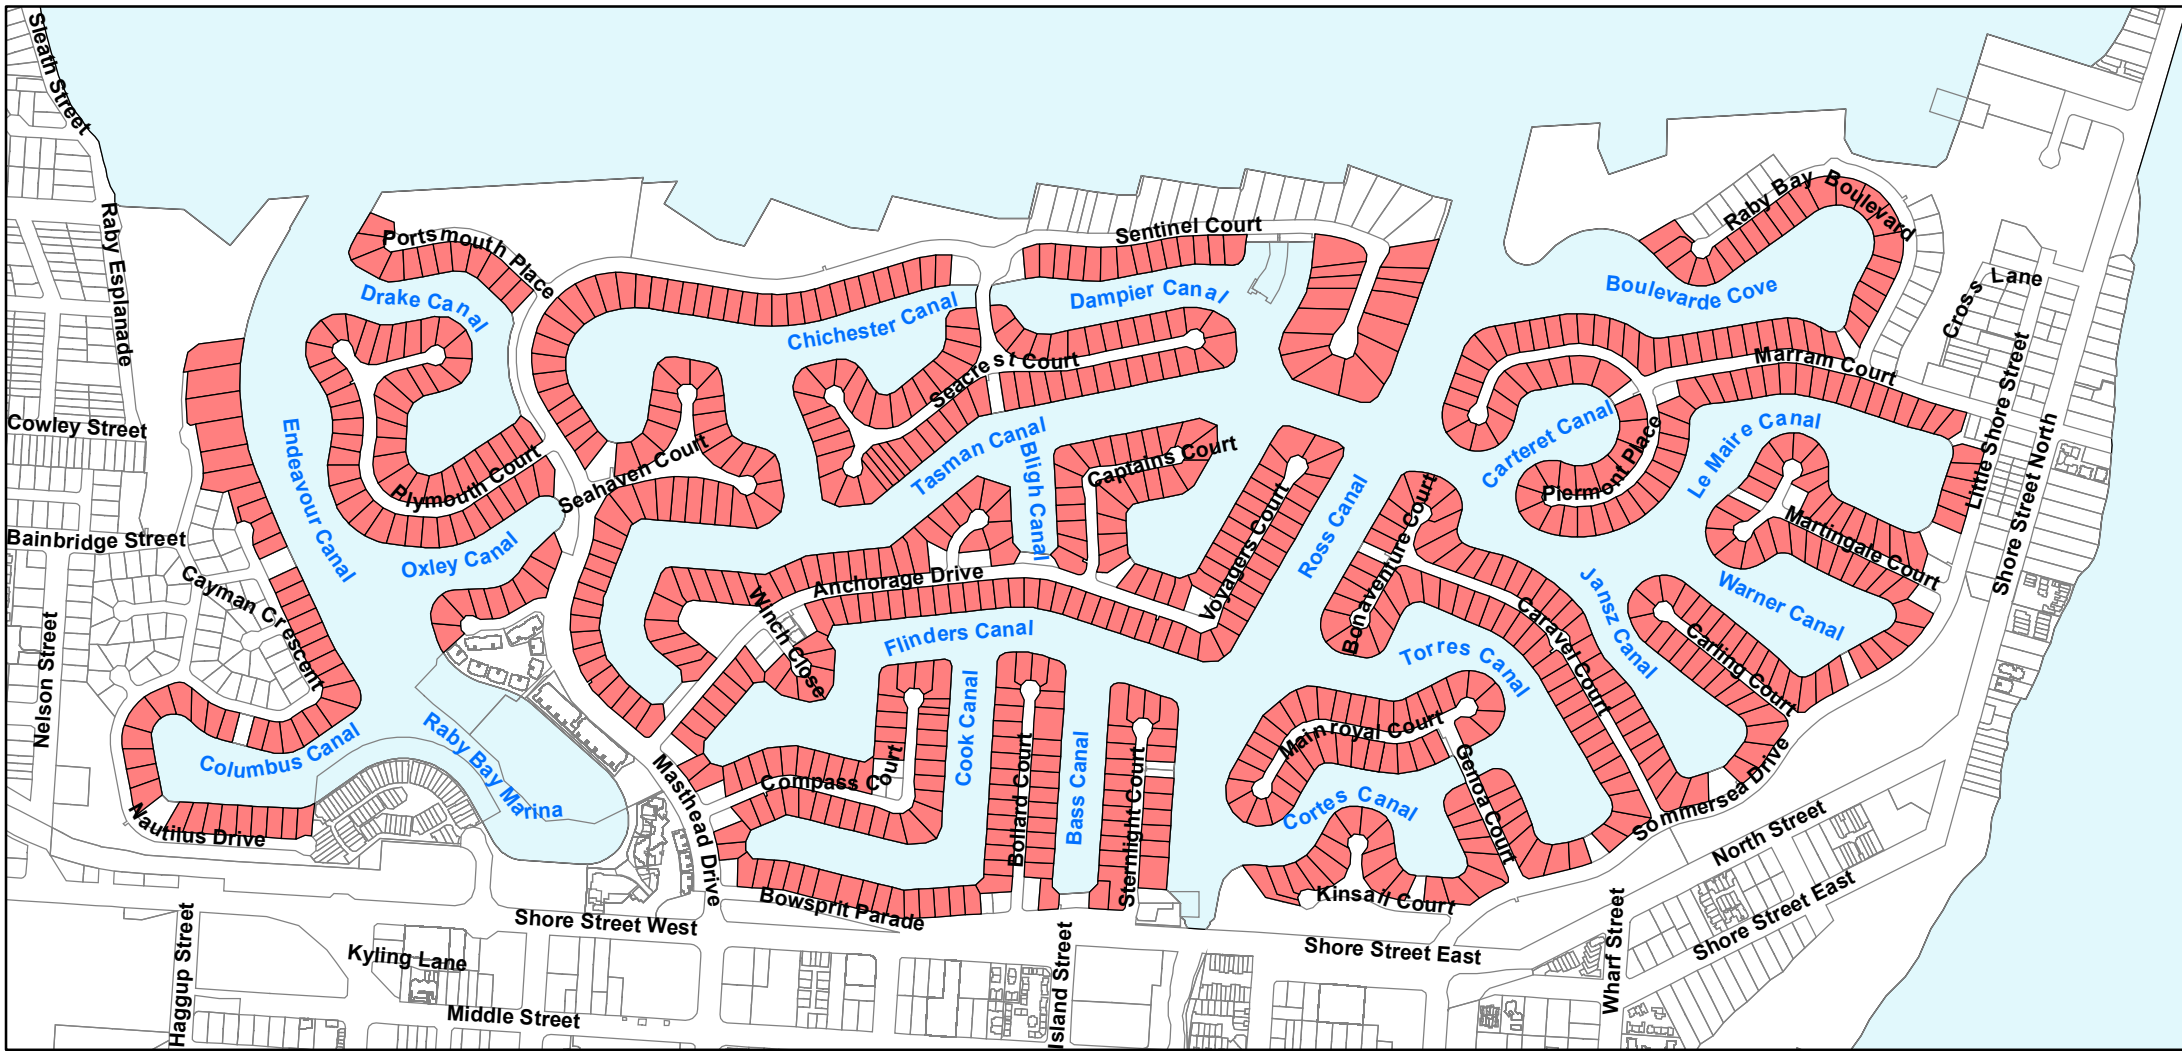 Sleath Street
Raby Esplanade
Portsmouth Place
Drake Canal
Sentinel Court
Dampier Canal
Chichester Canal
Seacrest Court
Raby Bay Boulevard
Boulevarde Cove
Cross Lane
Marram Court
Little Shore Street
Shore Street North
Cowley Street
Endeavour Canal
Plymouth Court
Seahaven Court
Tasman Canal
Bligh Canal
Captains Court
Voyagers Court
Ross Canal
Bonaventure Court
Carteret Canal
Piermont Place
Le Maire Canal
Martingale Court
Bainbridge Street
Oxley Canal
Cayman Crescent
Nelson Street
Anchorage Drive
Winch Close
Flinders Canal
Jansz Canal
Warner Canal
Caravel Court
Carling Court
Torres Canal
Mainroyal Court
Genoa Court
Cortes Canal
Sommersea Drive
Columbus Canal
Raby Bay Marina
Nautilus Drive
Masthead Drive
Compass Court
Cook Canal
Bollard Court
Bass Canal
Sternlight Court
Bowsprit Parade
Kinsail Court
North Street
Shore Street West
Shore Street East
Shore Street East
Haggup Street
Kyling Lane
Middle Street
Island Street
Wharf Street